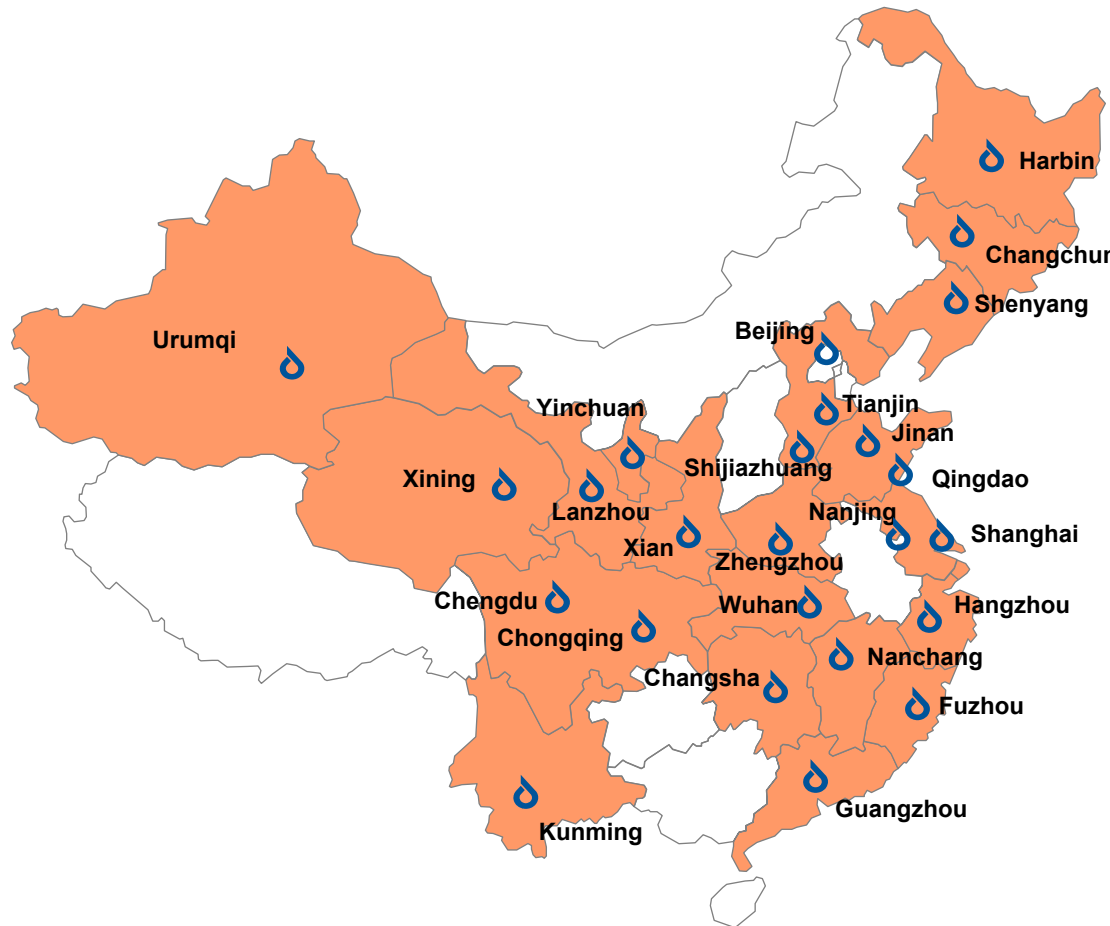 Harbin
Changchun
Shenyang
Beijing
Urumqi
Yinchuan
Tianjin
Jinan
Shijiazhuang
Xining
Qingdao
Lanzhou
Nanjing
Shanghai
Xian
Zhengzhou
Chengdu
Wuhan
Hangzhou
Chongqing
Nanchang
Changsha
Fuzhou
Guangzhou
Kunming